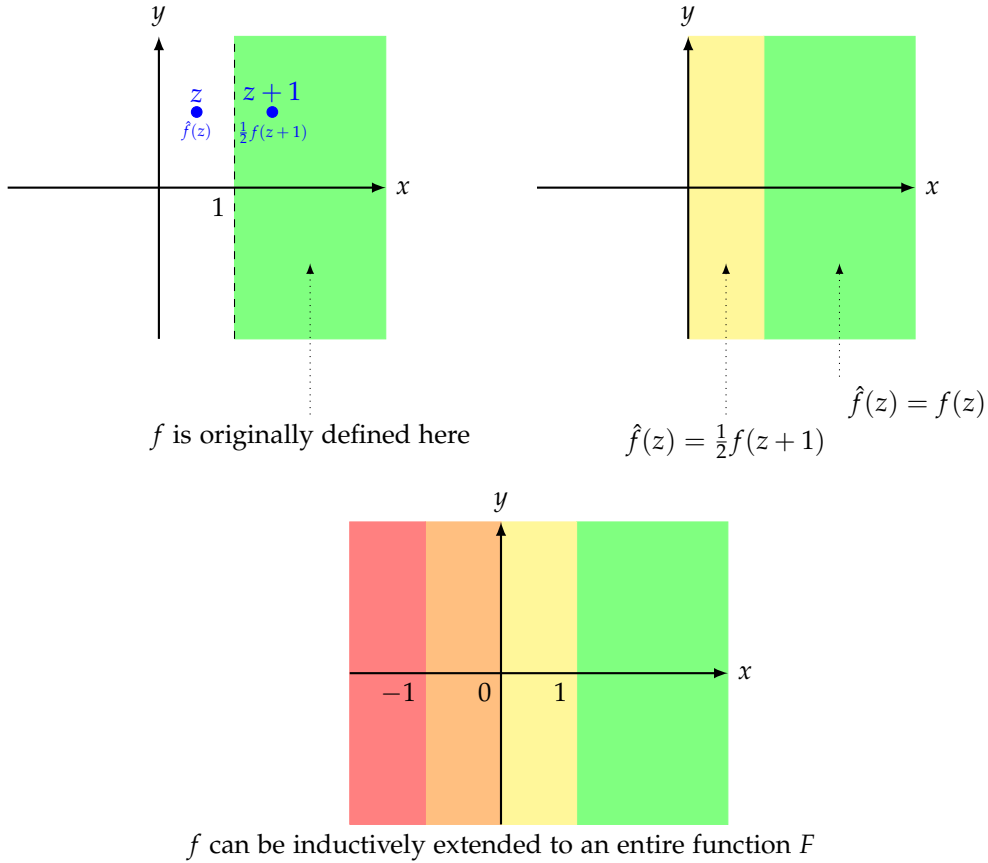 y
y
z
z + 1
f̂(z)
½f(z+1)
x
x
1
f̂(z) = f(z)
f is originally defined here
f̂(z) = ½f(z + 1)
y
x
−1
0
1
f can be inductively extended to an entire function F